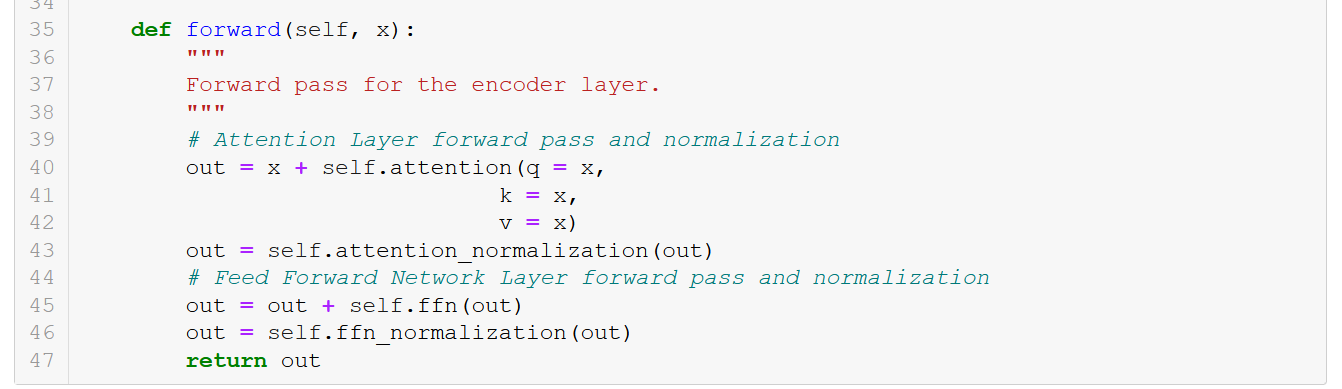 34
35 def forward(self, x):
36 """
37 Forward pass for the encoder layer.
38 """
39 # Attention Layer forward pass and normalization
40 out = x + self.attention(q = x,
41 k = x,
42 v = x)
43 out = self.attention_normalization(out)
44 # Feed Forward Network Layer forward pass and normalization
45 out = out + self.ffn(out)
46 out = self.ffn_normalization(out)
47 return out